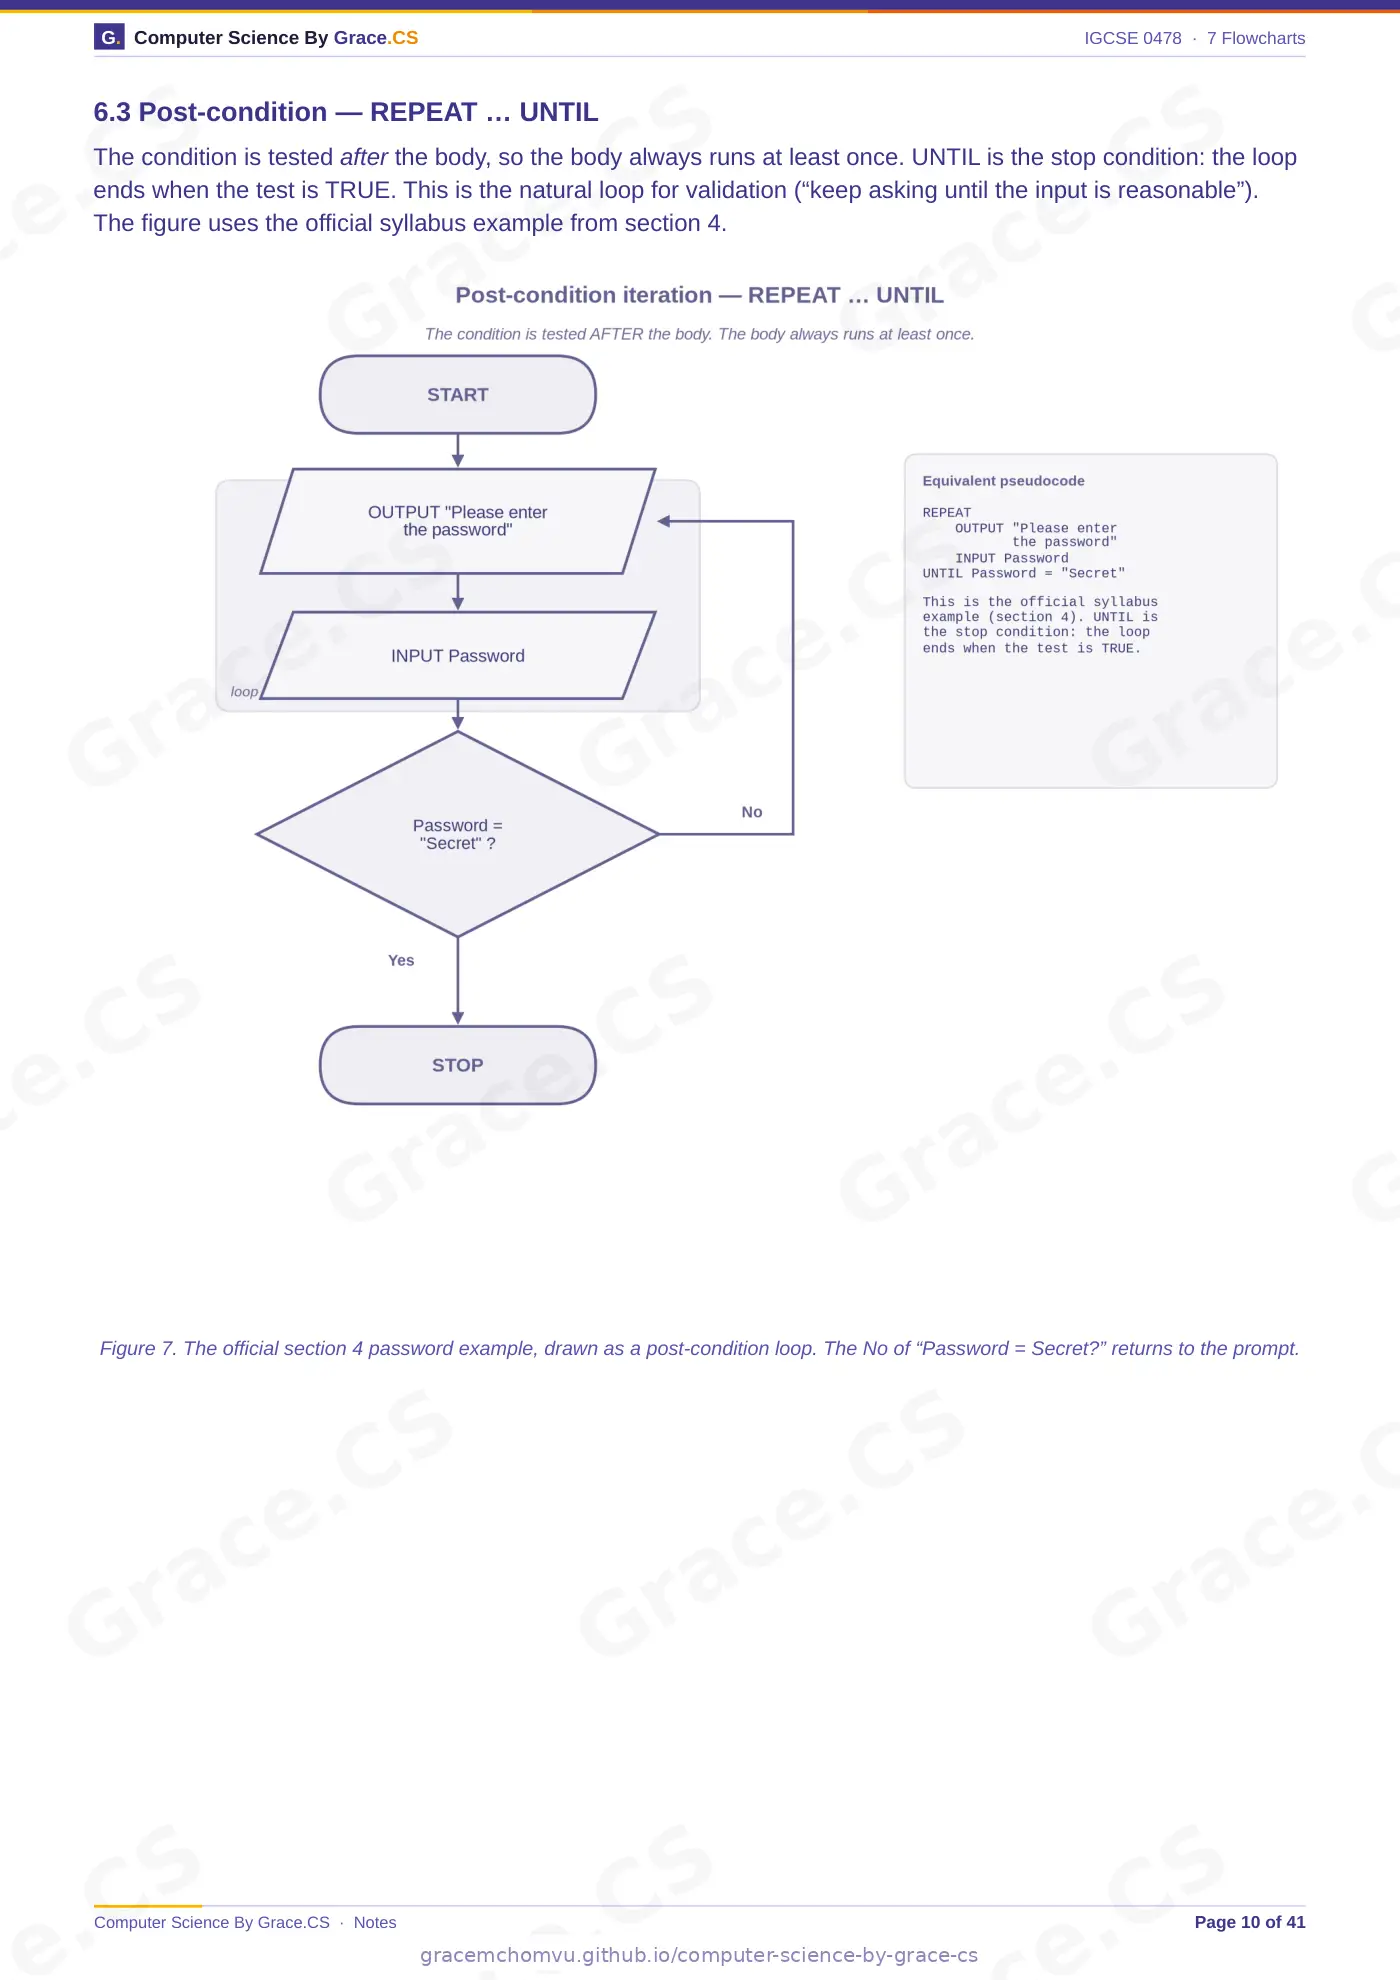 G. Computer Science By Grace.CS
IGCSE 0478 · 7 Flowcharts
6.3 Post-condition — REPEAT … UNTIL
The condition is tested after the body, so the body always runs at least once. UNTIL is the stop condition: the loop
ends when the test is TRUE. This is the natural loop for validation (“keep asking until the input is reasonable”).
The figure uses the official syllabus example from section 4.
Post-condition iteration — REPEAT … UNTIL
The condition is tested AFTER the body. The body always runs at least once.
START
OUTPUT "Please enter
the password"
INPUT Password
loop
Password =
"Secret" ?
No
Yes
STOP
Equivalent pseudocode
REPEAT
OUTPUT "Please enter
the password"
INPUT Password
UNTIL Password = "Secret"
This is the official syllabus
example (section 4). UNTIL is
the stop condition: the loop
ends when the test is TRUE.
Figure 7. The official section 4 password example, drawn as a post-condition loop. The No of “Password = Secret?” returns to the prompt.
Computer Science By Grace.CS · Notes
Page 10 of 41
gracemchomvu.github.io/computer-science-by-grace-cs